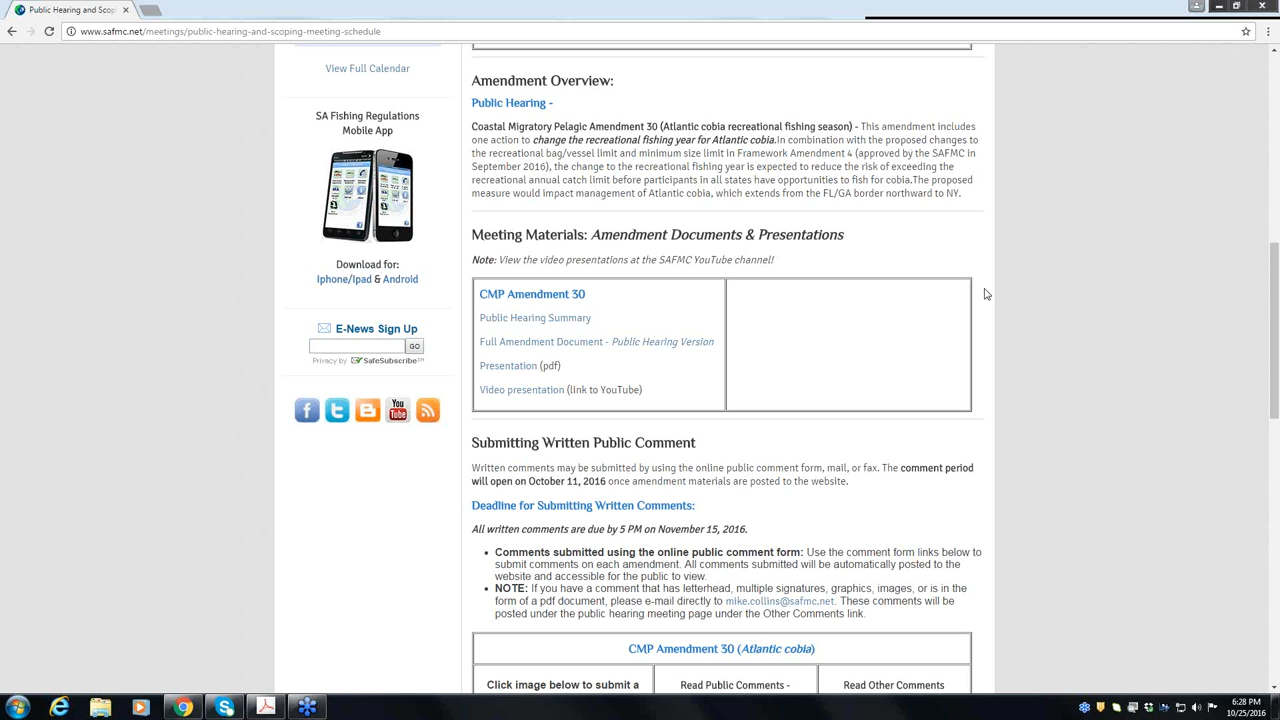 Public Hearing and Scop
www.safmc.net/meetings/public-hearing-and-scoping-meeting-schedule
View Full Calendar
SA Fishing Regulations
Mobile App
Download for:
Iphone/Ipad & Android
E-News Sign Up
GO
Privacy by SafeSubscribe℠
You
Tube
Amendment Overview:
Public Hearing -
Coastal Migratory Pelagic Amendment 30 (Atlantic cobia recreational fishing season) - This amendment includes
one action to change the recreational fishing year for Atlantic cobia.In combination with the proposed changes to
the recreational bag/vessel limit and minimum size limit in Framework Amendment 4 (approved by the SAFMC in
September 2016), the change to the recreational fishing year is expected to reduce the risk of exceeding the
recreational annual catch limit before participants in all states have opportunities to fish for cobia.The proposed
measure would impact management of Atlantic cobia, which extends from the FL/GA border northward to NY.
Meeting Materials: Amendment Documents & Presentations
Note: View the video presentations at the SAFMC YouTube channel!
CMP Amendment 30
Public Hearing Summary
Full Amendment Document - Public Hearing Version
Presentation (pdf)
Video presentation (link to YouTube)
Submitting Written Public Comment
Written comments may be submitted by using the online public comment form, mail, or fax. The comment period
will open on October 11, 2016 once amendment materials are posted to the website.
Deadline for Submitting Written Comments:
All written comments are due by 5 PM on November 15, 2016.
• Comments submitted using the online public comment form: Use the comment form links below to
submit comments on each amendment. All comments submitted will be automatically posted to the
website and accessible for the public to view.
• NOTE: If you have a comment that has letterhead, multiple signatures, graphics, images, or is in the
form of a pdf document, please e-mail directly to mike.collins@safmc.net. These comments will be
posted under the public hearing meeting page under the Other Comments link.
CMP Amendment 30 (Atlantic cobia)
Click image below to submit a
Read Public Comments -
Read Other Comments
6:28 PM
10/25/2016